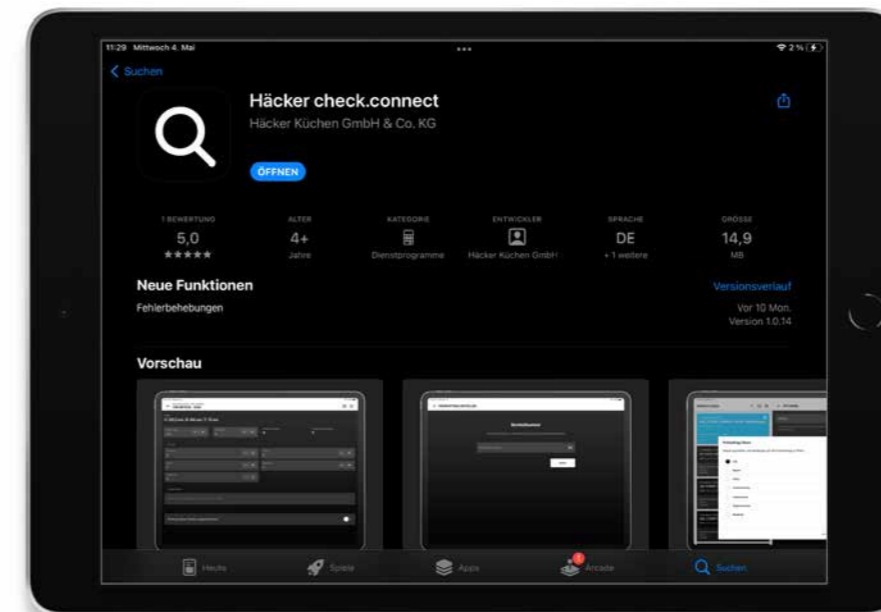 11:29 Mittwoch 4. Mai
2 %
Suchen
Häcker check.connect
Häcker Küchen GmbH & Co. KG
ÖFFNEN
1 BEWERTUNG ALTER KATEGORIE ENTWICKLER SPRACHE GRÖSSE
5,0 4+ DE 14,9
Jahre Dienstprogramme Häcker Küchen GmbH + 1 weitere MB
Neue Funktionen Versionsverlauf
Fehlerbehebungen Vor 10 Mon.
Version 1.0.14
Vorschau
Heute Spiele Apps Arcade Suchen